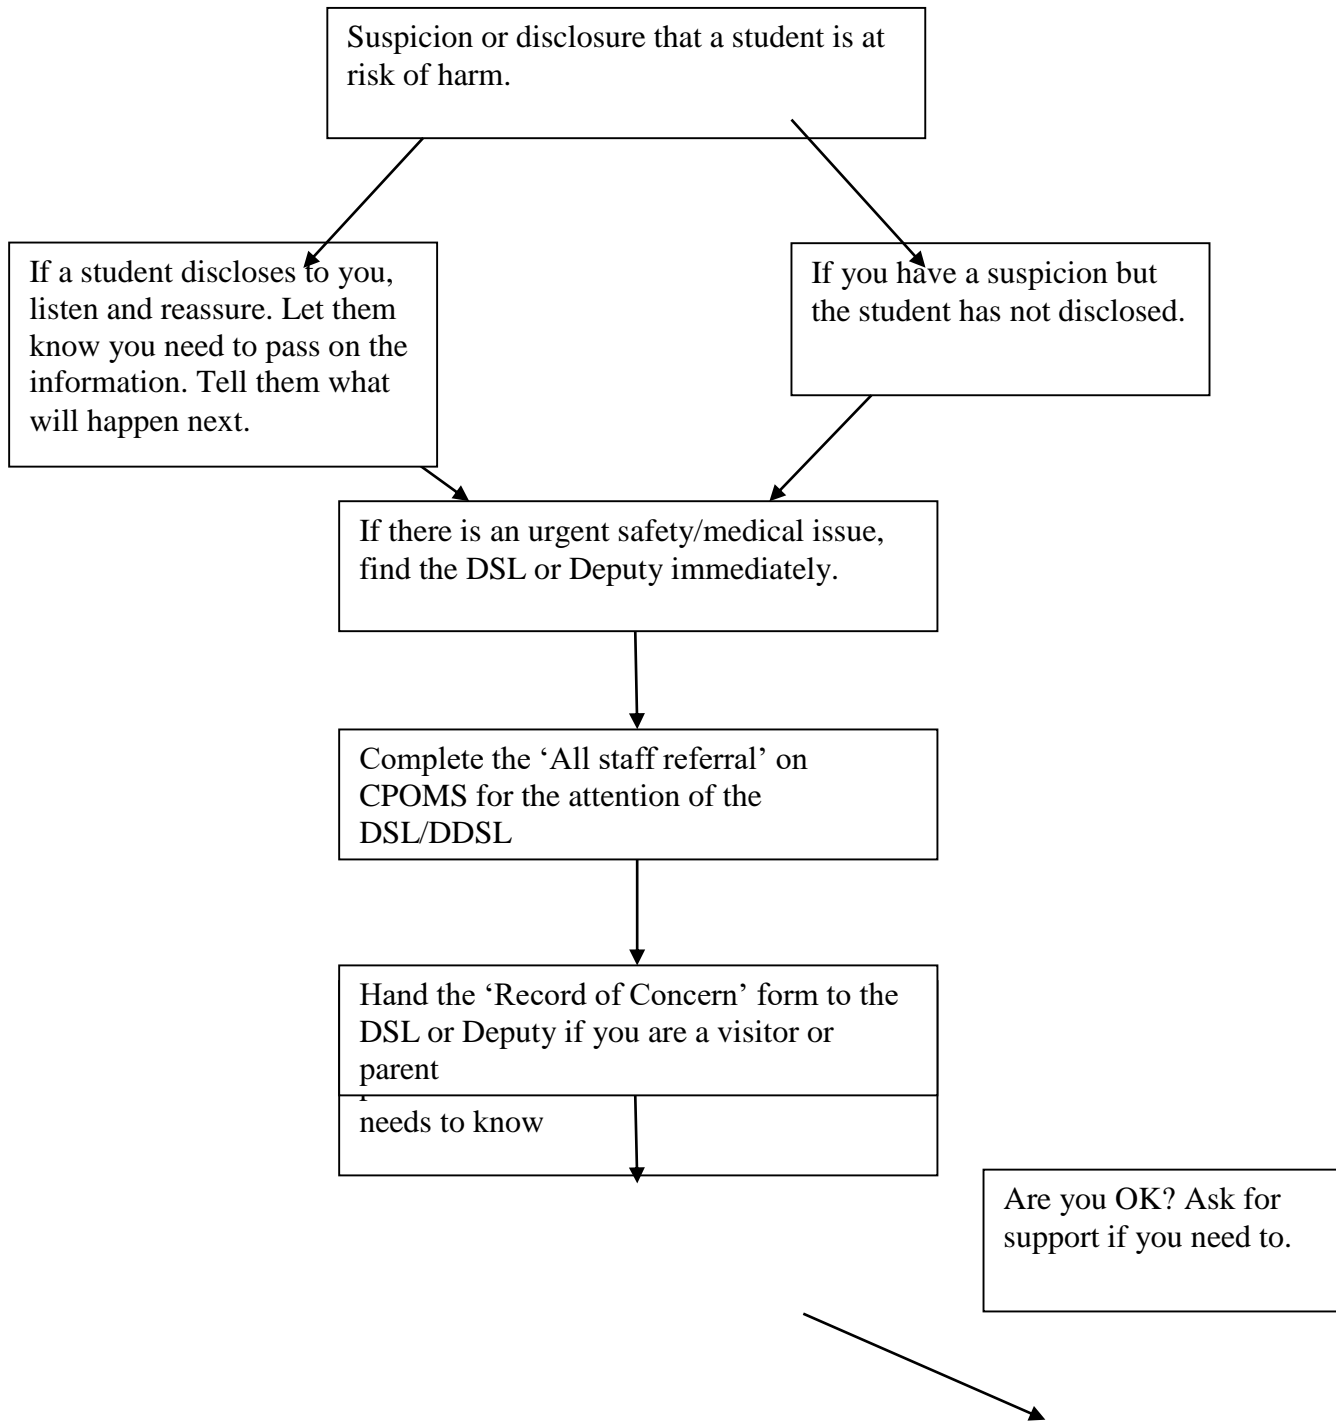 Suspicion or disclosure that a student is at
risk of harm.
If a student discloses to you,
listen and reassure. Let them
know you need to pass on the
information. Tell them what
will happen next.
If you have a suspicion but
the student has not disclosed.
If there is an urgent safety/medical issue,
find the DSL or Deputy immediately.
Complete the ‘All staff referral’ on
CPOMS for the attention of the
DSL/DDSL
Hand the ‘Record of Concern’ form to the
DSL or Deputy if you are a visitor or
parent
needs to know
Are you OK? Ask for
support if you need to.